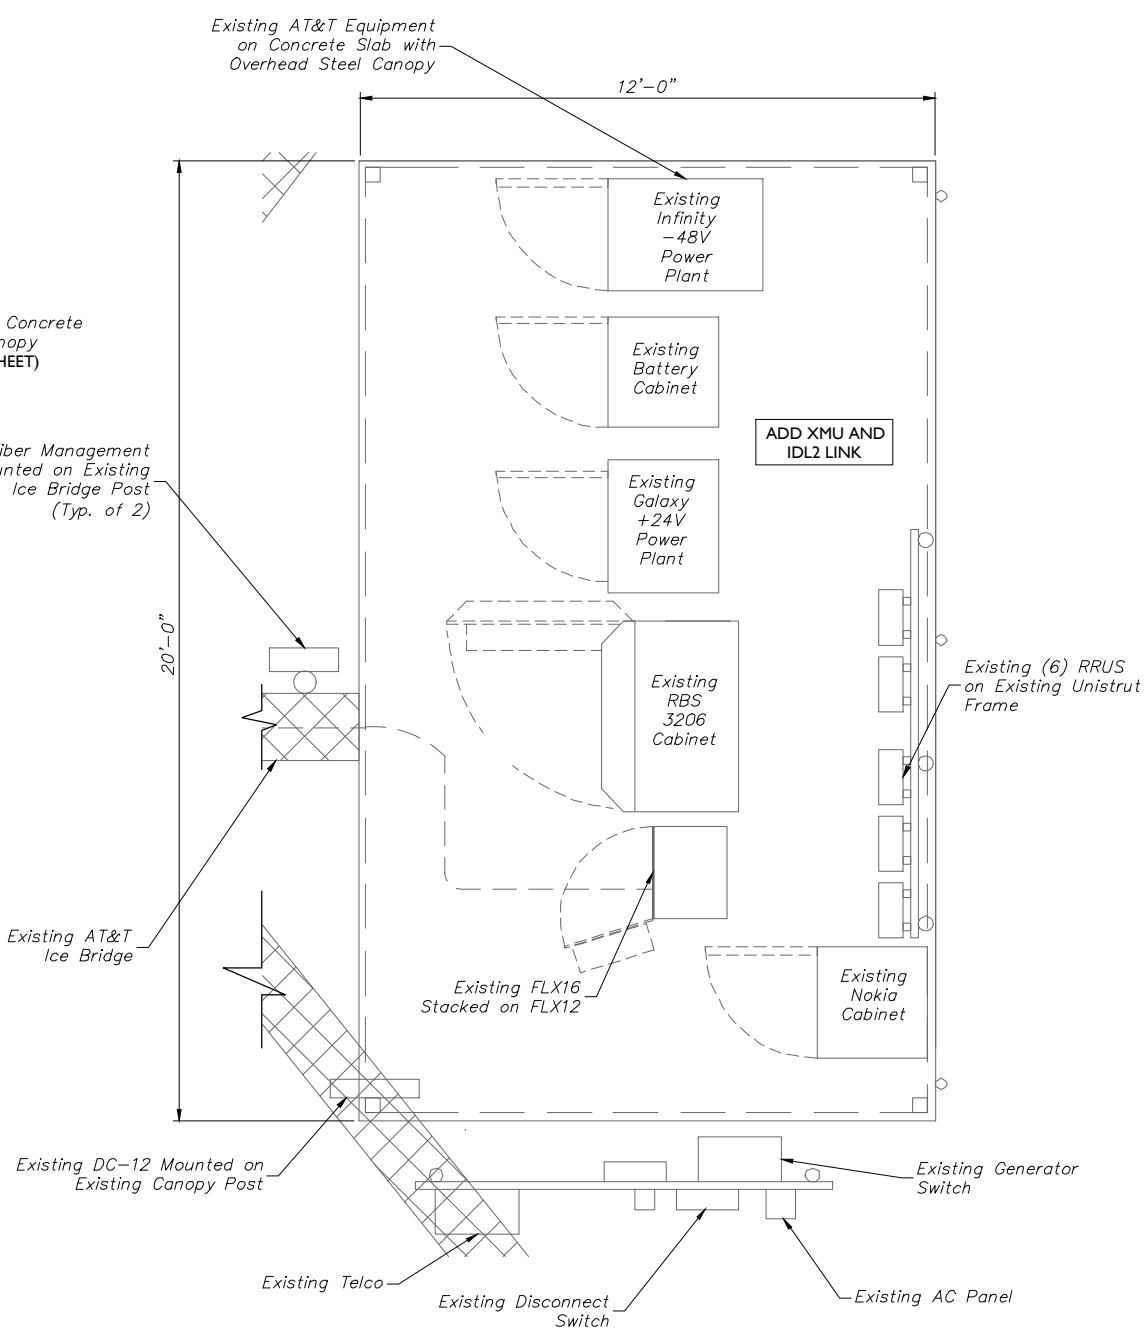 Existing AT&T Equipment
on Concrete Slab with
Overhead Steel Canopy
12'-0"
Existing
Infinity
-48V
Power
Plant
Concrete
HEET)
Existing
Battery
Cabinet
ADD XMU AND
IDL2 LINK
Management
on Existing
Ice Bridge Post
(Typ. of 2)
Existing
Galaxy
+24V
Power
Plant
20'-0"
Existing (6) RRUS
on Existing Unistrut
Frame
Existing
RBS
3206
Cabinet
Existing AT&T
Ice Bridge
Existing FLX16
Stacked on FLX12
Existing
Nokia
Cabinet
Existing DC-12 Mounted on
Existing Canopy Post
Existing Generator
Switch
Existing Telco
Existing Disconnect
Switch
Existing AC Panel